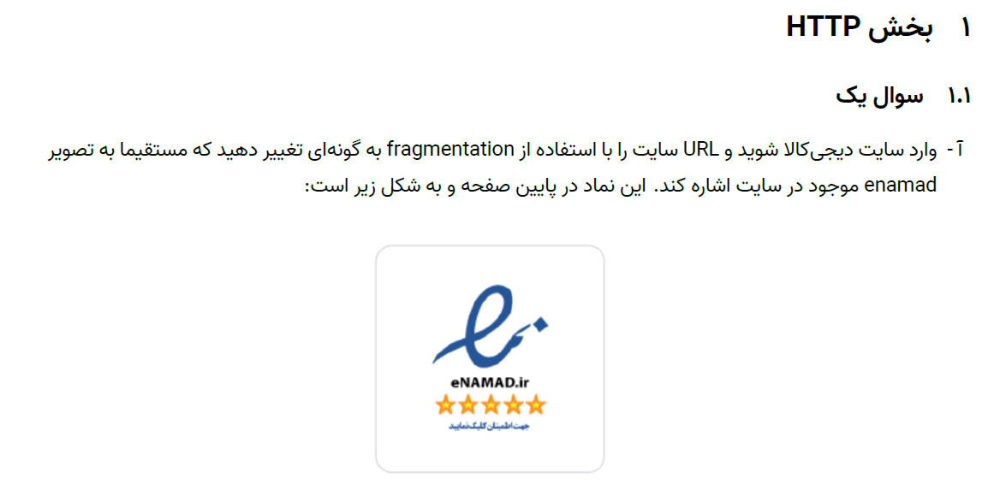 ۱ بخش HTTP
۱.۱ سوال یک
آ- وارد سایت دیجی‌کالا شوید و URL سایت را با استفاده از fragmentation به گونه‌ای تغییر دهید که مستقیما به تصویر
enamad موجود در سایت اشاره کند. این نماد در پایین صفحه و به شکل زیر است:
eNAMAD.ir
جهت اطمینان کلیک نمایید